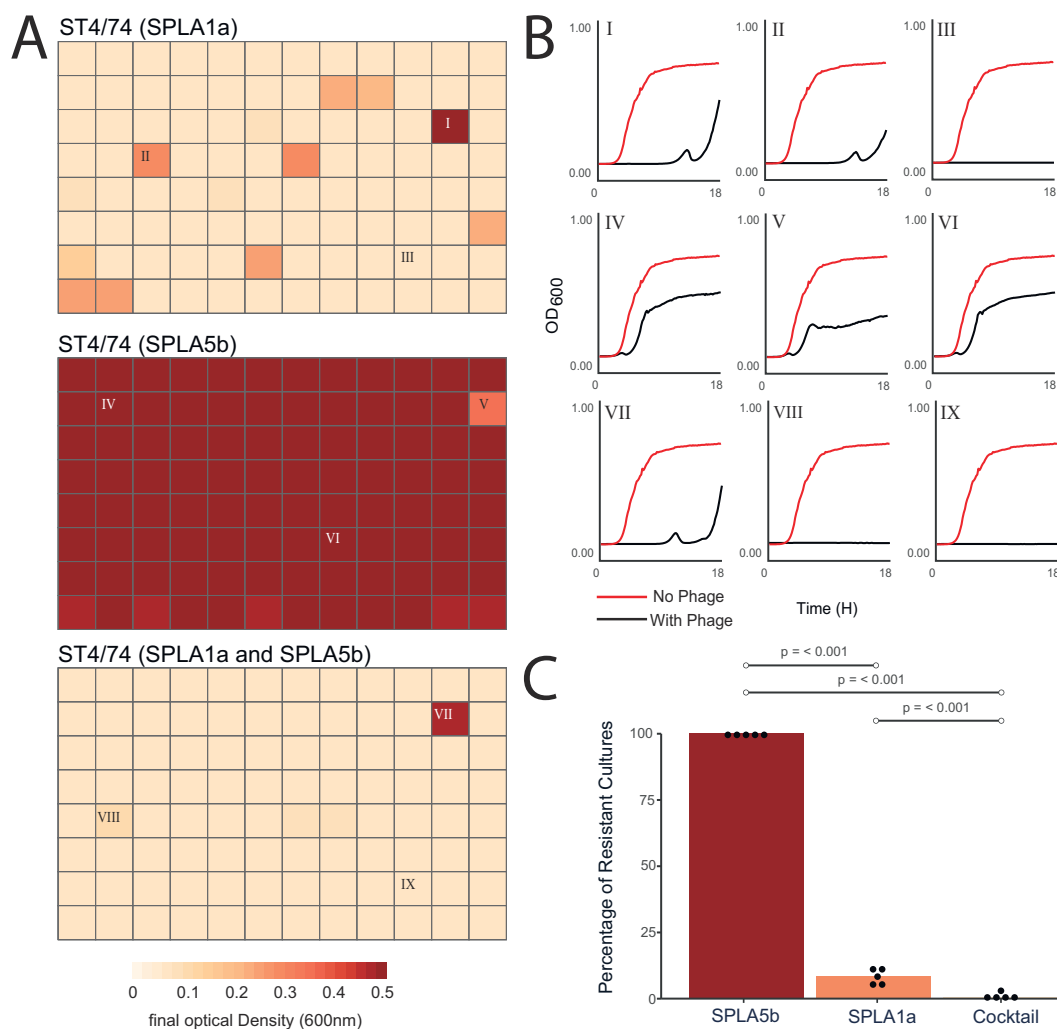 A
ST4/74 (SPLA1a)
I
II
III
ST4/74 (SPLA5b)
IV
V
VI
ST4/74 (SPLA1a and SPLA5b)
VII
VIII
IX
0 0.1 0.2 0.3 0.4 0.5
final optical Density (600nm)
B
I
1.00
0.00
0 18
II
1.00
0.00
0 18
III
1.00
0.00
0 18
IV
1.00
0.00
0 18
V
1.00
0.00
0 18
VI
1.00
0.00
0 18
VII
1.00
0.00
0 18
VIII
1.00
0.00
0 18
IX
1.00
0.00
0 18
OD600
No Phage
With Phage
Time (H)
C
p = < 0.001
p = < 0.001
p = < 0.001
Percentage of Resistant Cultures
100
75
50
25
0
SPLA5b SPLA1a Cocktail